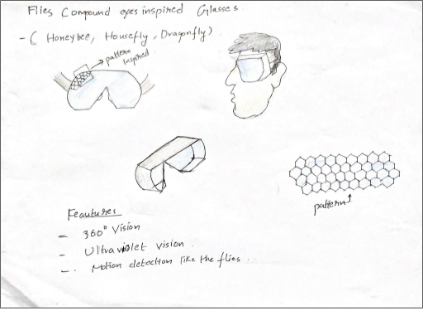 Flies Compound eyes inspired Glasses.
- ( Honeybee, Housefly, Dragonfly)
pattern
inspired
pattern
Features
- 360° Vision
- Ultraviolet Vision.
- Motion detection like the flies.